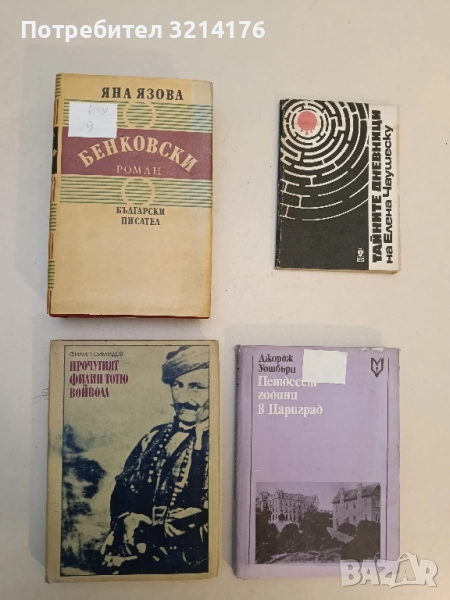 Потребител 3214176
ЯНА ЯЗОВА
БЕНКОВСКИ
РОМАН
БЪЛГАРСКИ
ПИСАТЕЛ
ТАЙНИТЕ ДНЕВНИЦИ
на Елена Чаушеску
ФИЛИП СИМИДОВ
ПРОЧУТИЯТ
ФИЛИП ТОТЮ
ВОЙВОДА
Джордж
Уошбърн
Петдесет
години
в Цариград
BAZAR